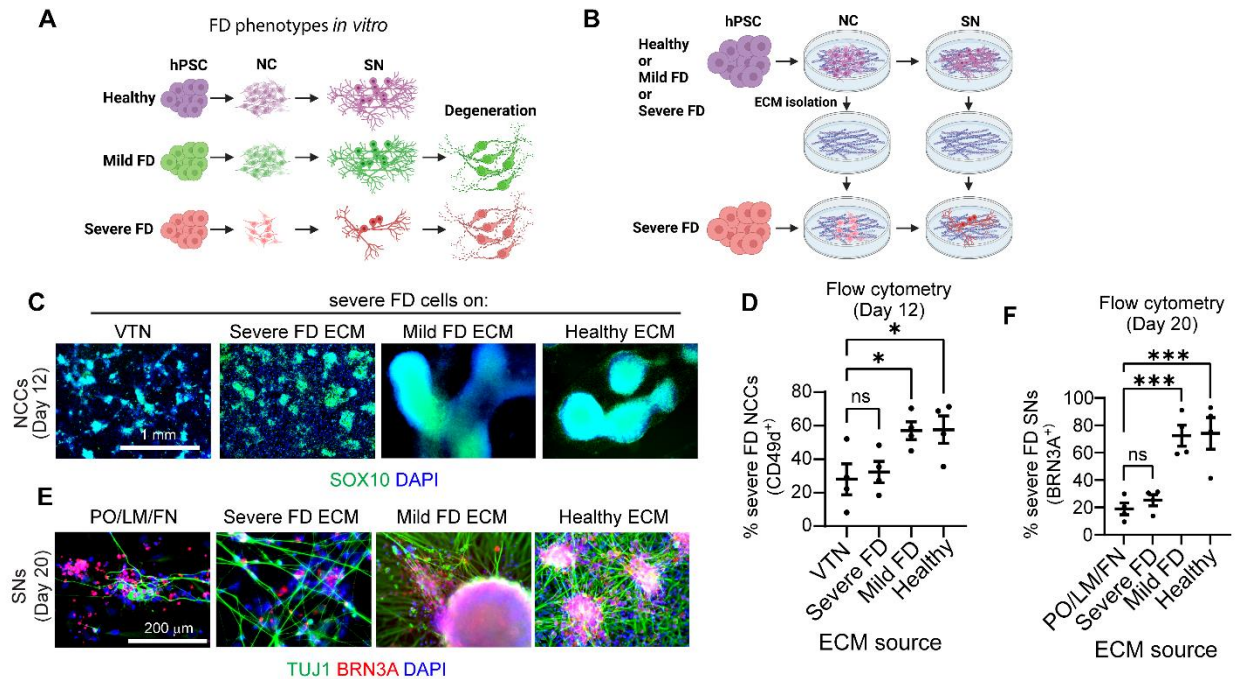 A
FD phenotypes in vitro
hPSC
NC
SN
Healthy
Degeneration
Mild FD
Severe FD
B
hPSC
NC
SN
Healthy
or
Mild FD
or
Severe FD
ECM isolation
Severe FD
C
severe FD cells on:
VTN
Severe FD ECM
Mild FD ECM
Healthy ECM
NCCs
(Day 12)
1 mm
SOX10 DAPI
D
Flow cytometry
(Day 12)
*
*
ns
80
60
40
20
0
% severe FD NCCs
(CD49d+)
VTN
Severe FD
Mild FD
Healthy
ECM source
E
PO/LM/FN
Severe FD ECM
Mild FD ECM
Healthy ECM
SNs
(Day 20)
200 µm
TUJ1 BRN3A DAPI
F
Flow cytometry
(Day 20)
***
***
ns
100
80
60
40
20
0
% severe FD SNs
(BRN3A+)
PO/LM/FN
Severe FD
Mild FD
Healthy
ECM source